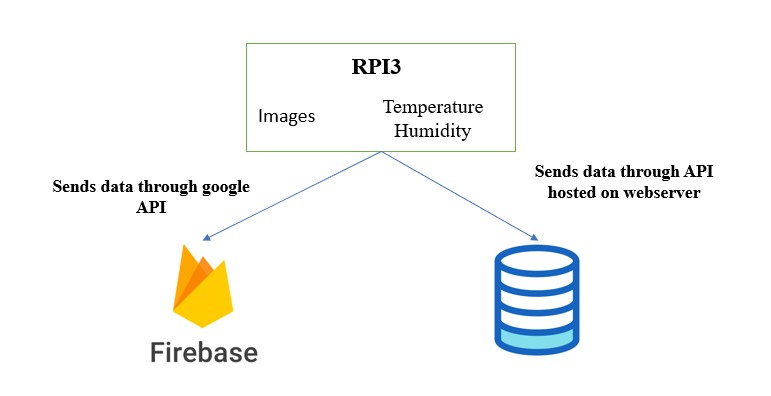 RPI3
Images
Temperature
Humidity
Sends data through google
API
Sends data through API
hosted on webserver
Firebase